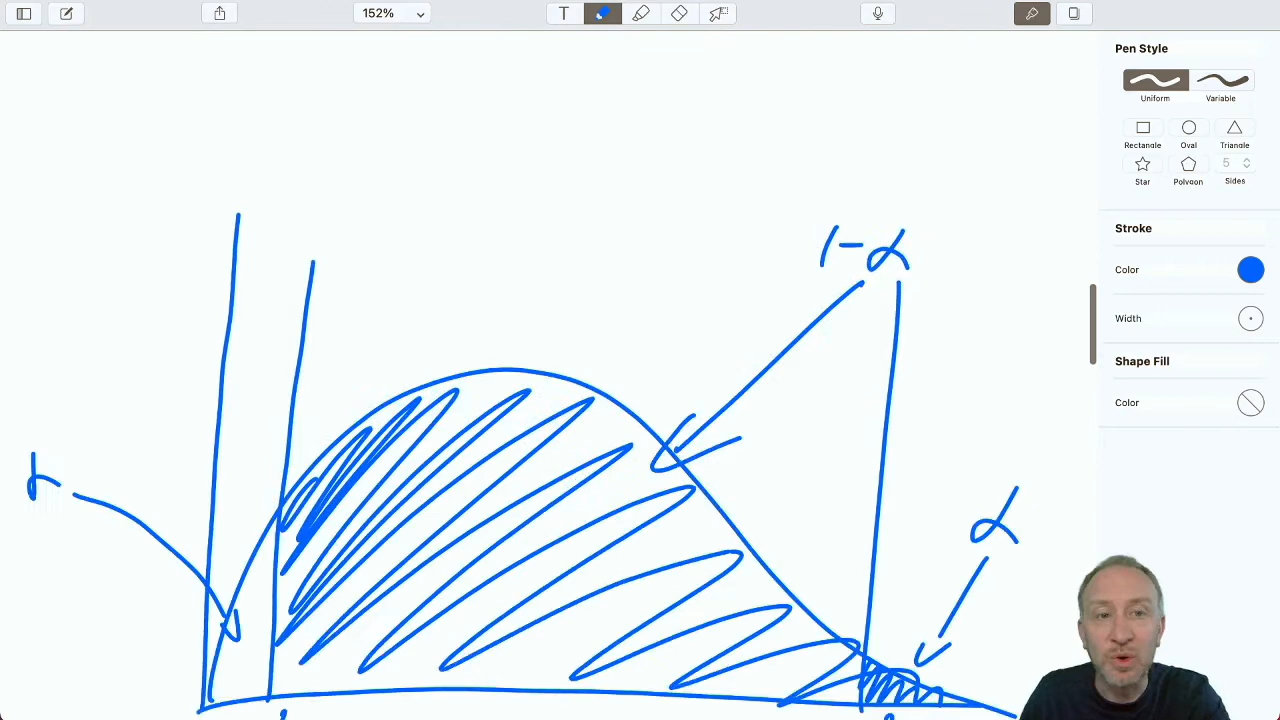 152%
T
Pen Style
Uniform
Variable
Rectangle
Oval
Triangle
5
Star
Polygon
Sides
Stroke
Color
Width
Shape Fill
Color
1-α
α